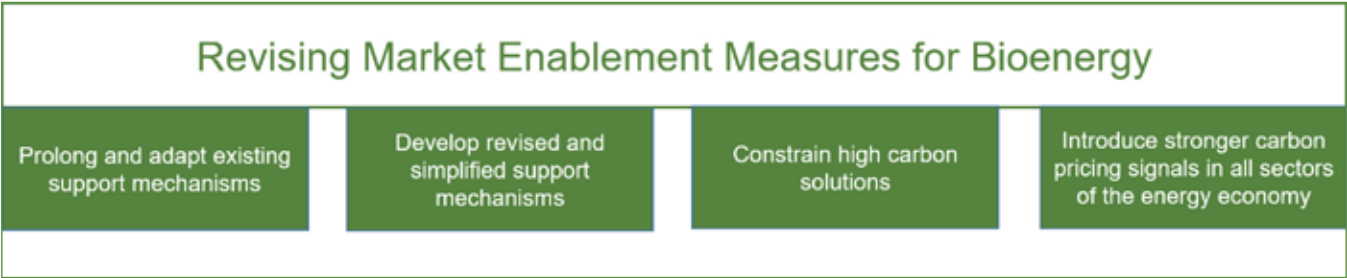 Revising Market Enablement Measures for Bioenergy
Prolong and adapt existing
support mechanisms
Develop revised and
simplified support
mechanisms
Constrain high carbon
solutions
Introduce stronger carbon
pricing signals in all sectors
of the energy economy